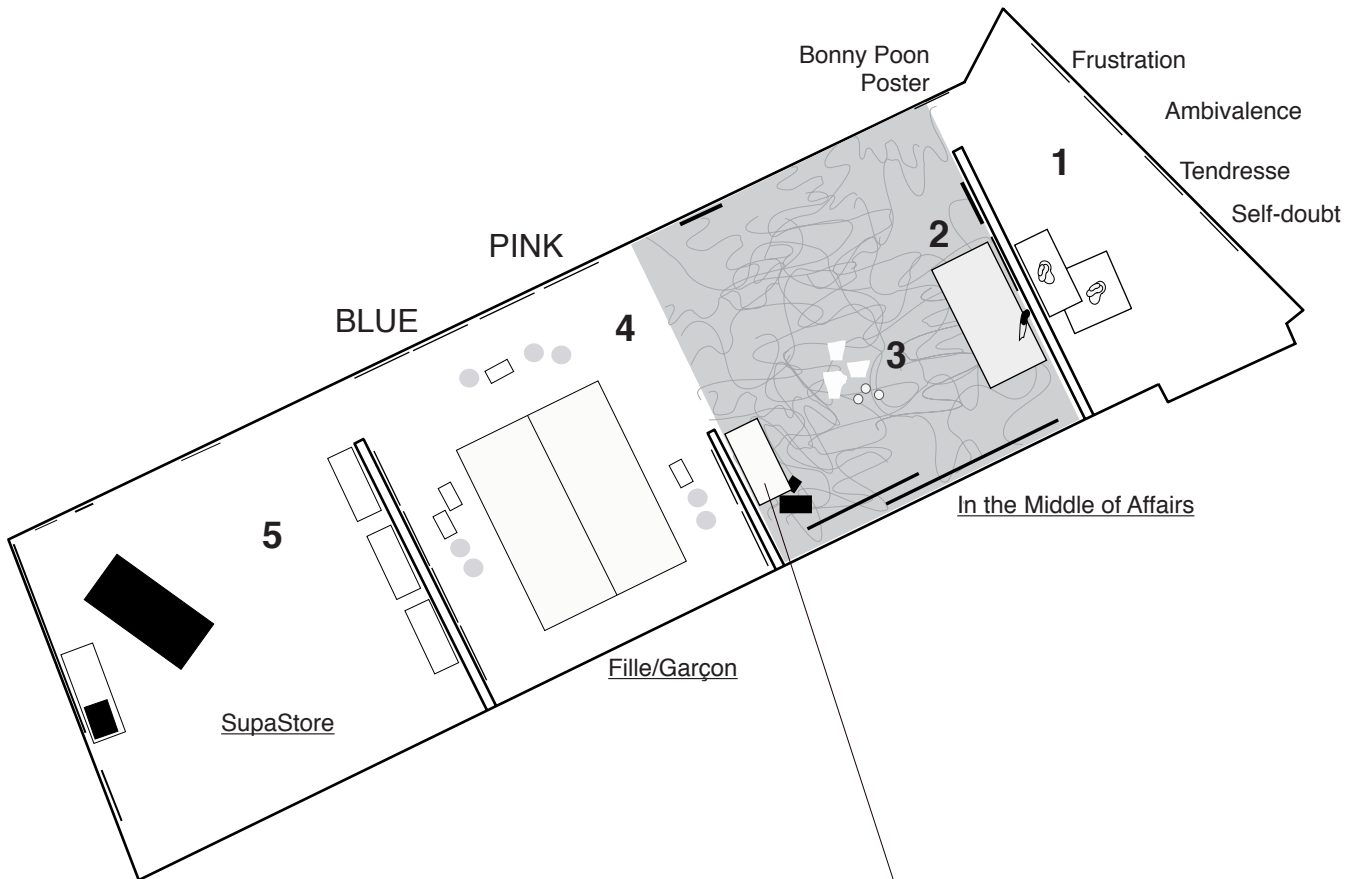 Bonny Poon
Poster
Frustration
Ambivalence
1
Tendresse
Self-doubt
2
PINK
BLUE
4
3
In the Middle of Affairs
5
Fille/Garçon
SupaStore